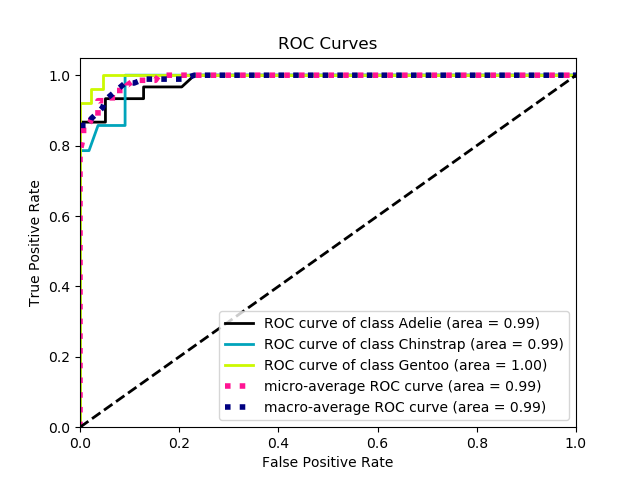 ROC Curves
True Positive Rate
1.0
0.8
0.6
0.4
0.2
0.0
ROC curve of class Adelie (area = 0.99)
ROC curve of class Chinstrap (area = 0.99)
ROC curve of class Gentoo (area = 1.00)
micro-average ROC curve (area = 0.99)
macro-average ROC curve (area = 0.99)
0.0 0.2 0.4 0.6 0.8 1.0
False Positive Rate